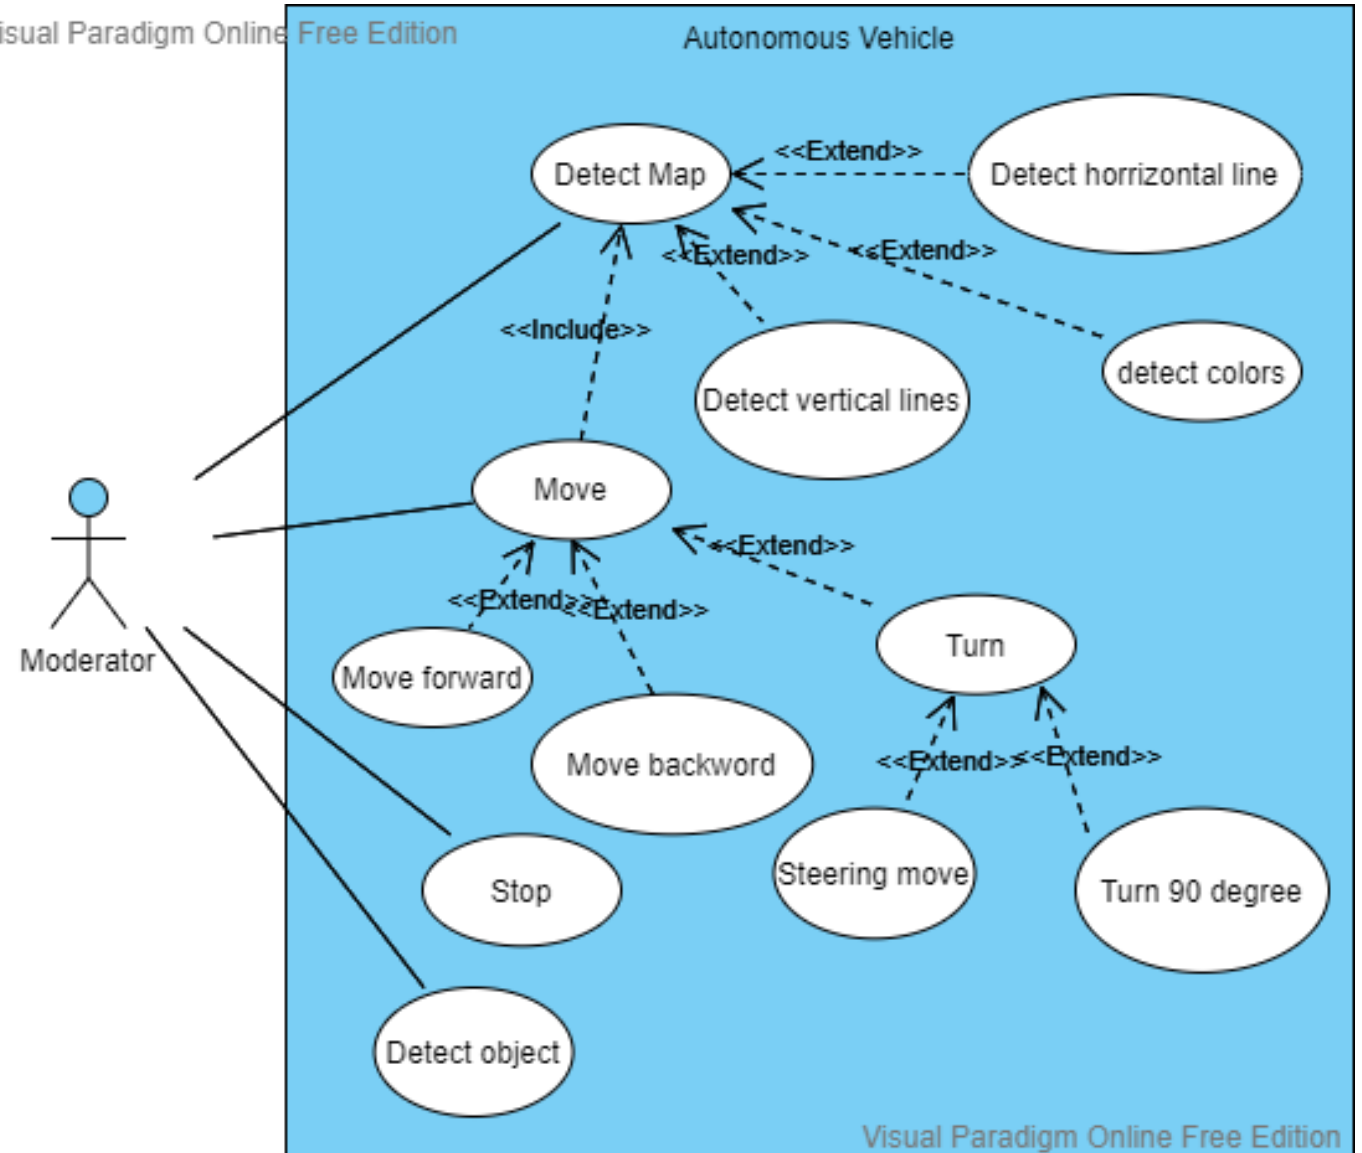 isual Paradigm Online Free Edition
Autonomous Vehicle
<<Extend>>
Detect Map
Detect horrizontal line
<<Extend>>
<<Extend>>
<<Include>>
detect colors
Detect vertical lines
Move
<<Extend>>
<<Extend>>
<<Extend>>
Turn
Moderator
Move forward
Move backword
<<Extend>>
<<Extend>>
Steering move
Stop
Turn 90 degree
Detect object
Visual Paradigm Online Free Edition